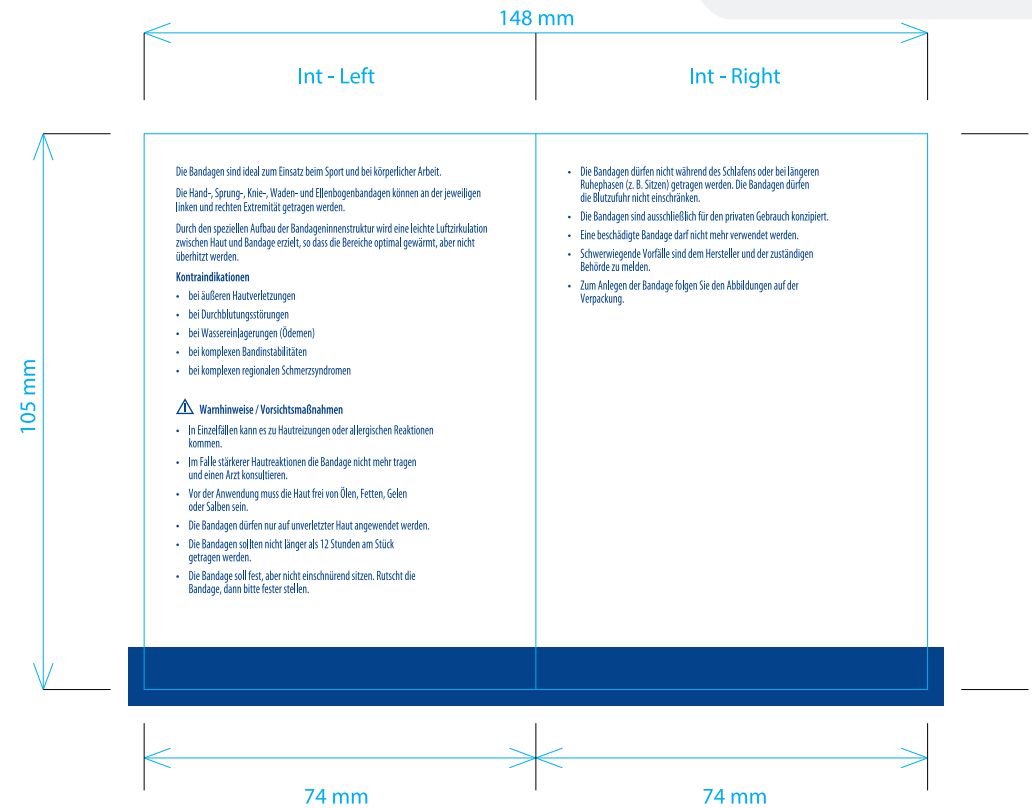 148 mm
Int - Left
Int - Right
105 mm
Die Bandagen sind ideal zum Einsatz beim Sport und bei körperlicher Arbeit.
Die Hand-, Sprung-, Knie-, Waden- und Ellenbogenbandagen können an der jeweiligen
linken und rechten Extremität getragen werden.
Durch den speziellen Aufbau der Bandageninnenstruktur wird eine leichte Luftzirkulation
zwischen Haut und Bandage erzielt, so dass die Bereiche optimal gewärmt, aber nicht
überhitzt werden.
Kontraindikationen
• bei äußeren Hautverletzungen
• bei Durchblutungsstörungen
• bei Wassereinlagerungen (Ödemen)
• bei komplexen Bandinstabilitäten
• bei komplexen regionalen Schmerzsyndromen
Warnhinweise / Vorsichtsmaßnahmen
• In Einzelfällen kann es zu Hautreizungen oder allergischen Reaktionen
kommen.
• Im Falle stärkerer Hautreaktionen die Bandage nicht mehr tragen
und einen Arzt konsultieren.
• Vor der Anwendung muss die Haut frei von Ölen, Fetten, Gelen
oder Salben sein.
• Die Bandagen dürfen nur auf unverletzter Haut angewendet werden.
• Die Bandagen sollten nicht länger als 12 Stunden am Stück
getragen werden.
• Die Bandage soll fest, aber nicht einschnürend sitzen. Rutscht die
Bandage, dann bitte fester stellen.
• Die Bandagen dürfen nicht während des Schlafens oder bei längeren
Ruhephasen (z. B. Sitzen) getragen werden. Die Bandagen dürfen
die Blutzufuhr nicht einschränken.
• Die Bandagen sind ausschließlich für den privaten Gebrauch konzipiert.
• Eine beschädigte Bandage darf nicht mehr verwendet werden.
• Schwerwiegende Vorfälle sind dem Hersteller und der zuständigen
Behörde zu melden.
• Zum Anlegen der Bandage folgen Sie den Abbildungen auf der
Verpackung.
74 mm
74 mm